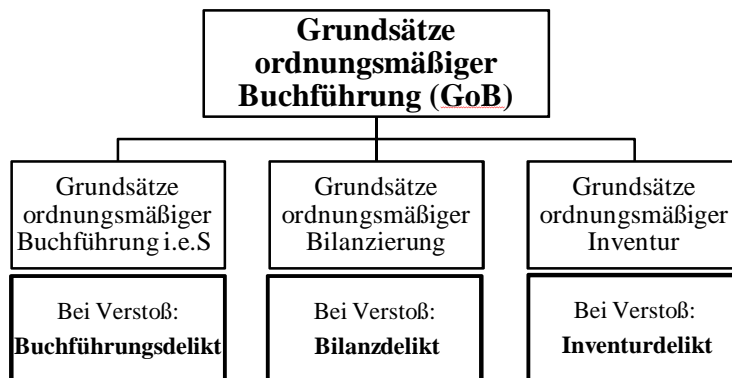 Grundsätze
ordnungsmäßiger
Buchführung (GoB)
Grundsätze
ordnungsmäßiger
Buchführung i.e.S
Grundsätze
ordnungsmäßiger
Bilanzierung
Grundsätze
ordnungsmäßiger
Inventur
Bei Verstoß:
Buchführungsdelikt
Bei Verstoß:
Bilanzdelikt
Bei Verstoß:
Inventurdelikt